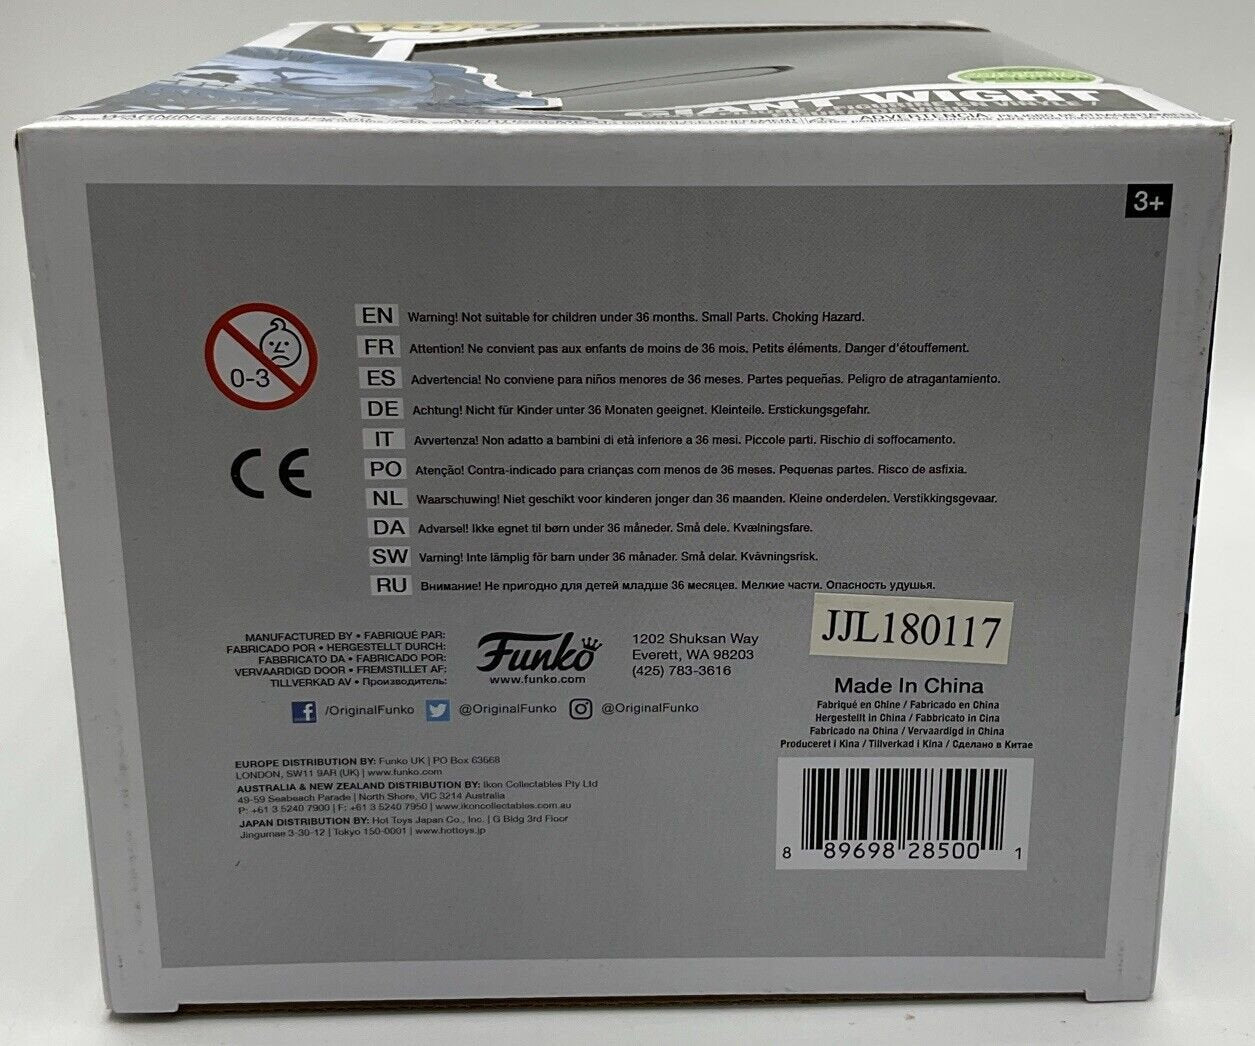 GIANT WIGHT
3+
0-3
EN Warning! Not suitable for children under 36 months. Small Parts. Choking Hazard.
FR Attention! Ne convient pas aux enfants de moins de 36 mois. Petits éléments. Danger d'étouffement.
ES Advertencia! No conviene para niños menores de 36 meses. Partes pequeñas. Peligro de atragantamiento.
DE Achtung! Nicht für Kinder unter 36 Monaten geeignet. Kleinteile. Erstickungsgefahr.
IT Avvertenza! Non adatto a bambini di età inferiore a 36 mesi. Piccole parti. Rischio di soffocamento.
PO Atenção! Contra-indicado para crianças com menos de 36 meses. Pequenas partes. Risco de asfixia.
NL Waarschuwing! Niet geschikt voor kinderen jonger dan 36 maanden. Kleine onderdelen. Verstikkingsgevaar.
DA Advarsel! Ikke egnet til børn under 36 måneder. Små dele. Kvælningsfare.
SW Varning! Inte lämplig för barn under 36 månader. Små delar. Kvävningsrisk.
RU Внимание! Не пригодно для детей младше 36 месяцев. Мелкие части. Опасность удушья.
CE
MANUFACTURED BY • FABRIQUÉ PAR:
FABRICADO POR • HERGESTELLT DURCH:
FABBRICATO DA • FABRICADO POR:
VERVAARDIGD DOOR • FREMSTILLET AF:
TILLVERKAD AV • Производитель:
Funko
www.funko.com
1202 Shuksan Way
Everett, WA 98203
(425) 783-3616
/OriginalFunko @OriginalFunko @OriginalFunko
EUROPE DISTRIBUTION BY: Funko UK | PO Box 63668
LONDON, SW11 9AR (UK) | www.funko.com
AUSTRALIA & NEW ZEALAND DISTRIBUTION BY: Ikon Collectables Pty Ltd
49-59 Seabeach Parade | North Shore, VIC 3214 Australia
P: +61 3 5240 7900 | F: +61 3 5240 7950 | www.ikoncollectables.com.au
JAPAN DISTRIBUTION BY: Hot Toys Japan Co., Inc. | G Bldg 3rd Floor
Jingumae 3-30-12 | Tokyo 150-0001 | www.hottoys.jp
JJL180117
Made In China
Fabriqué en Chine / Fabricado en China
Hergestellt in China / Fabbricato in Cina
Fabricado na China / Vervaardigd in China
Produceret i Kina / Tillverkad i Kina / Сделано в Китае
8 89698 28500 1